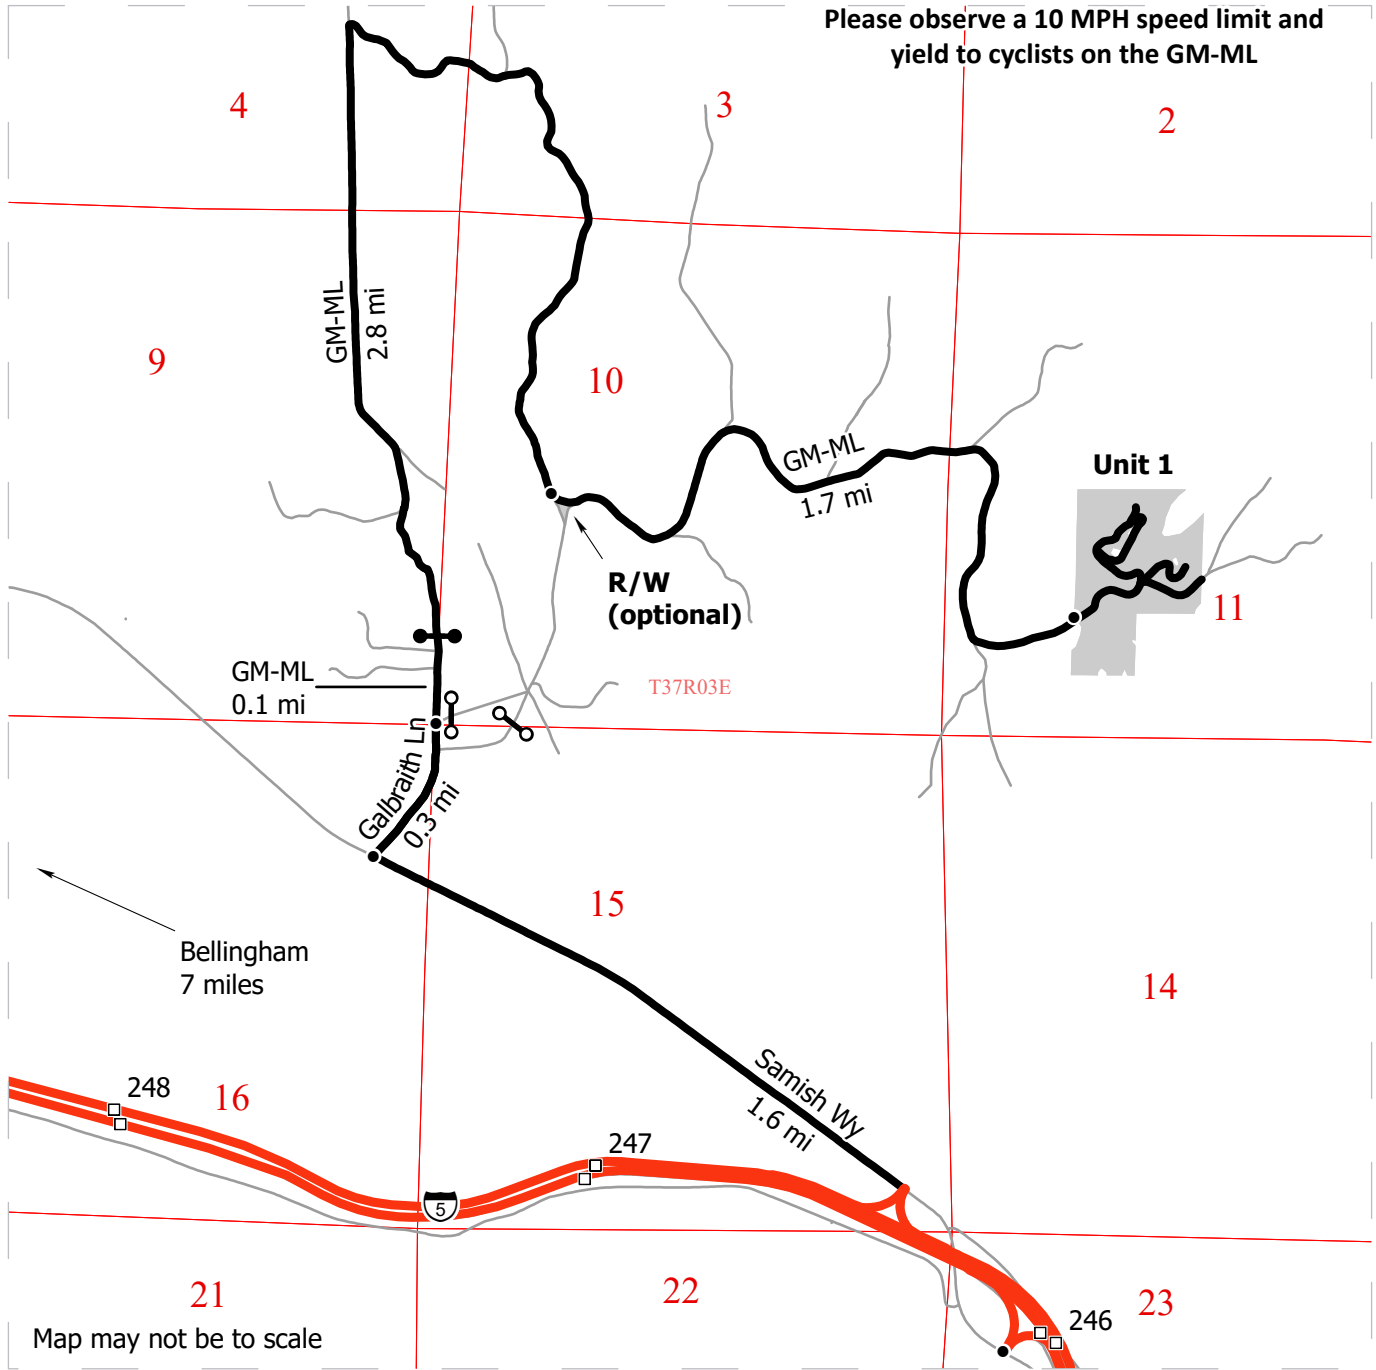 Please observe a 10 MPH speed limit and
yield to cyclists on the GM-ML
4
3
2
GM-ML
2.8 mi
9
10
GM-ML
1.7 mi
Unit 1
R/W
(optional)
11
GM-ML
0.1 mi
T37R03E
Galbraith Ln
0.3 mi
15
Bellingham
7 miles
14
Samish Wy
1.6 mi
248
16
247
5
21
22
23
246
Map may not be to scale